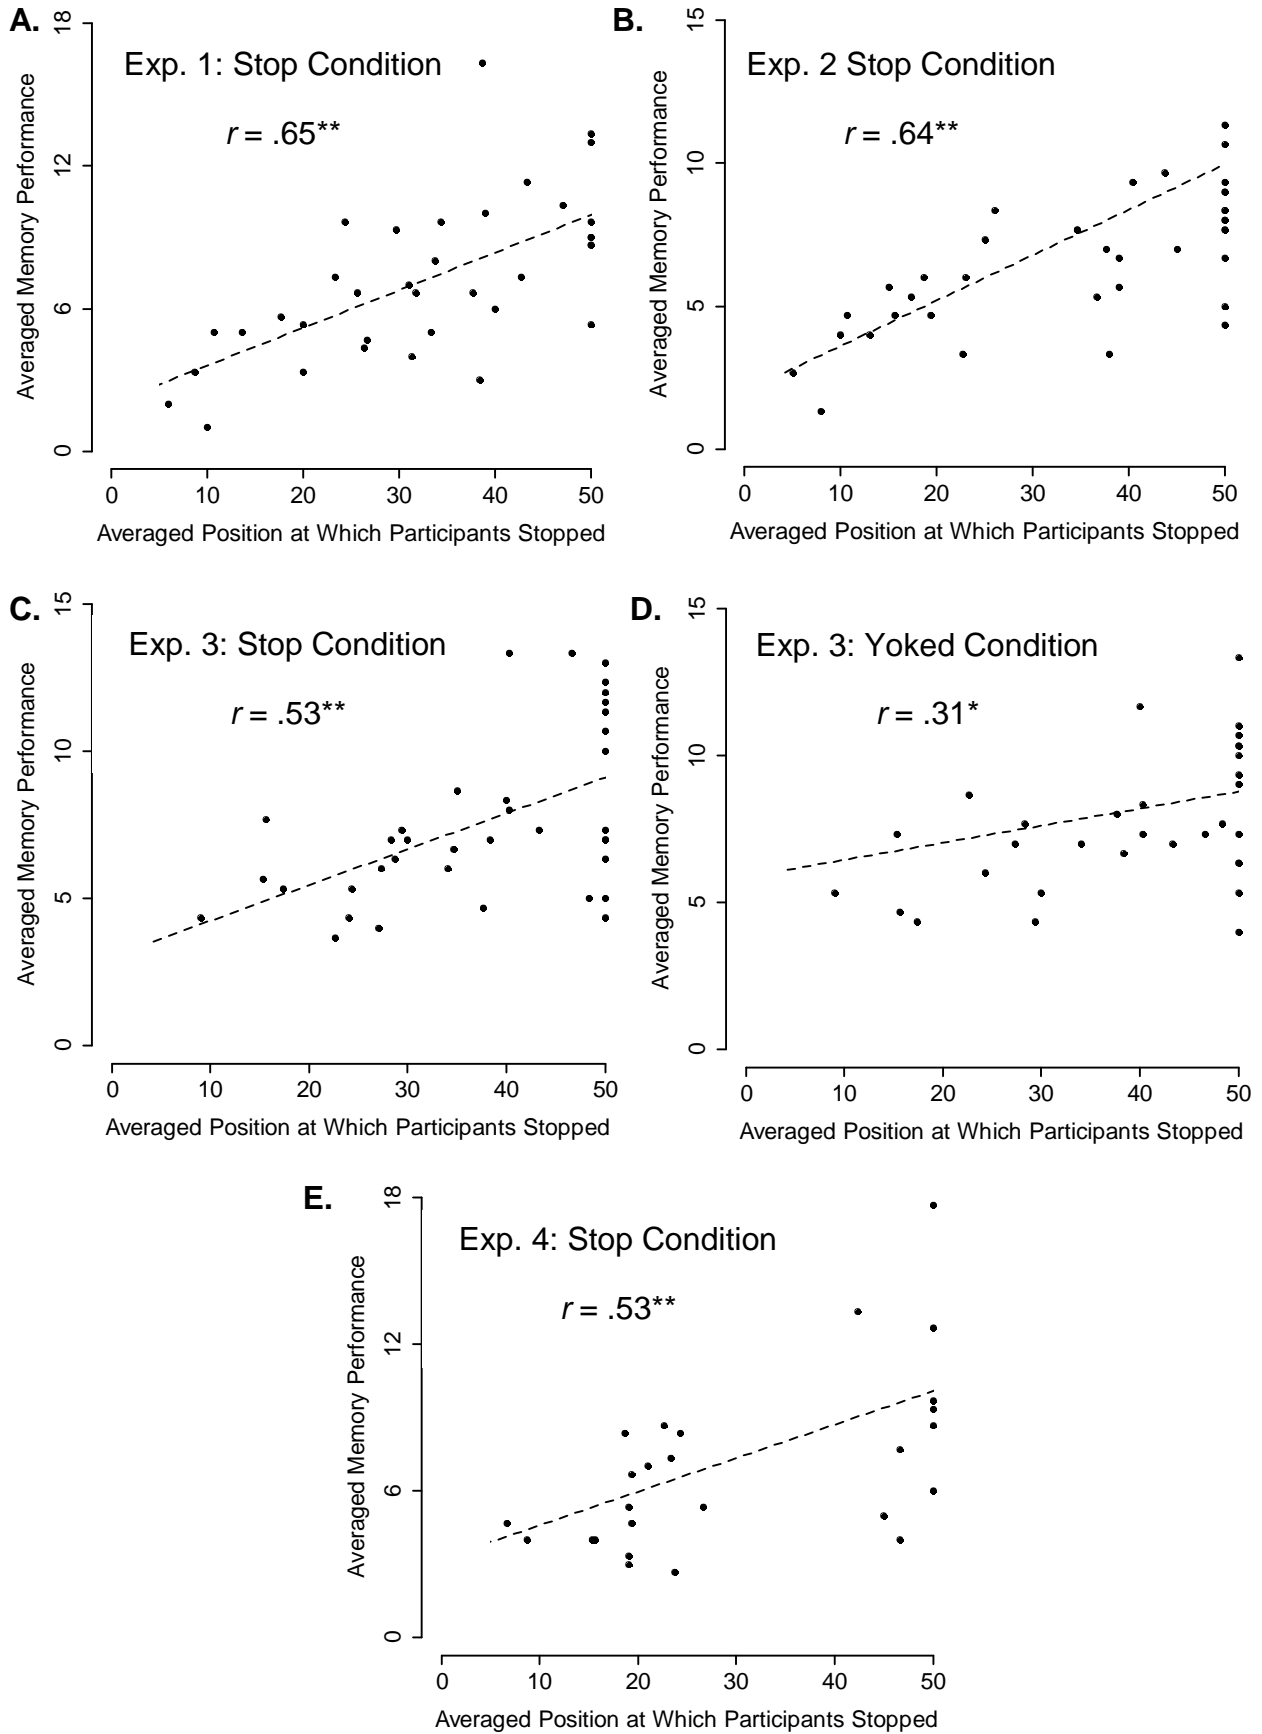 A.
Exp. 1: Stop Condition
r = .65**
Averaged Memory Performance
0 6 12 18
0 10 20 30 40 50
Averaged Position at Which Participants Stopped
B.
Exp. 2 Stop Condition
r = .64**
Averaged Memory Performance
0 5 10 15
0 10 20 30 40 50
Averaged Position at Which Participants Stopped
C.
Exp. 3: Stop Condition
r = .53**
Averaged Memory Performance
0 5 10 15
0 10 20 30 40 50
Averaged Position at Which Participants Stopped
D.
Exp. 3: Yoked Condition
r = .31*
Averaged Memory Performance
0 5 10 15
0 10 20 30 40 50
Averaged Position at Which Participants Stopped
E.
Exp. 4: Stop Condition
r = .53**
Averaged Memory Performance
0 6 12 18
0 10 20 30 40 50
Averaged Position at Which Participants Stopped